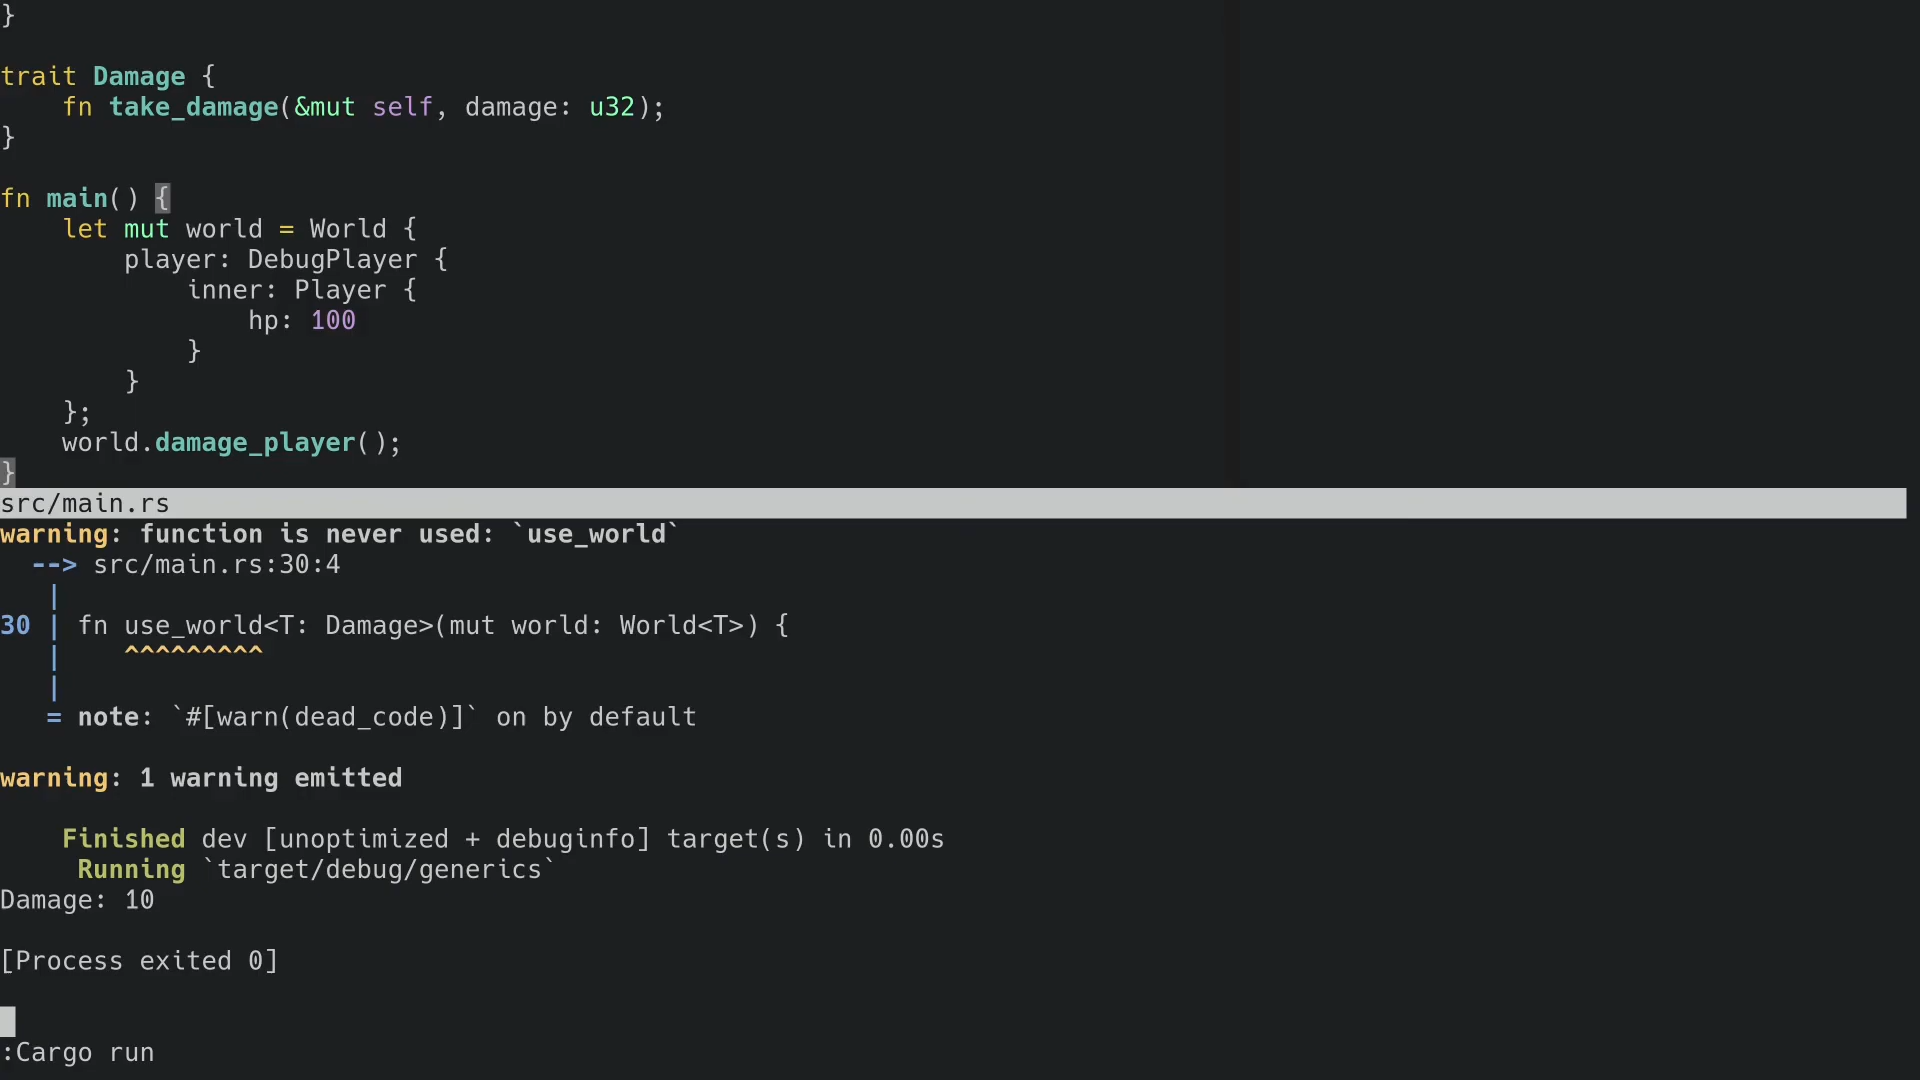 }
trait Damage {
    fn take_damage(&mut self, damage: u32);
}
fn main() {
    let mut world = World {
        player: DebugPlayer {
            inner: Player {
                hp: 100
            }
        }
    };
    world.damage_player();
}
src/main.rs
warning: function is never used: `use_world`
  --> src/main.rs:30:4
   |
30 | fn use_world<T: Damage>(mut world: World<T>) {
   |    ^^^^^^^^^
   |
   = note: `#[warn(dead_code)]` on by default
warning: 1 warning emitted
    Finished dev [unoptimized + debuginfo] target(s) in 0.00s
     Running `target/debug/generics`
Damage: 10
[Process exited 0]
:Cargo run